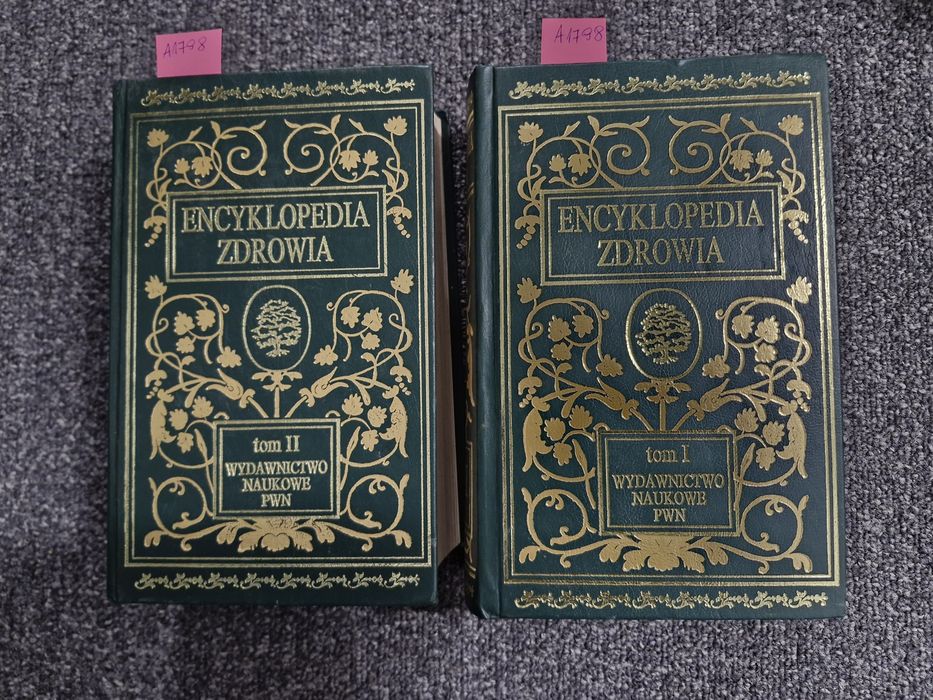 A1798
ENCYKLOPEDIA
ZDROWIA
tom II
WYDAWNICTWO
NAUKOWE
PWN
A1798
ENCYKLOPEDIA
ZDROWIA
tom I
WYDAWNICTWO
NAUKOWE
PWN